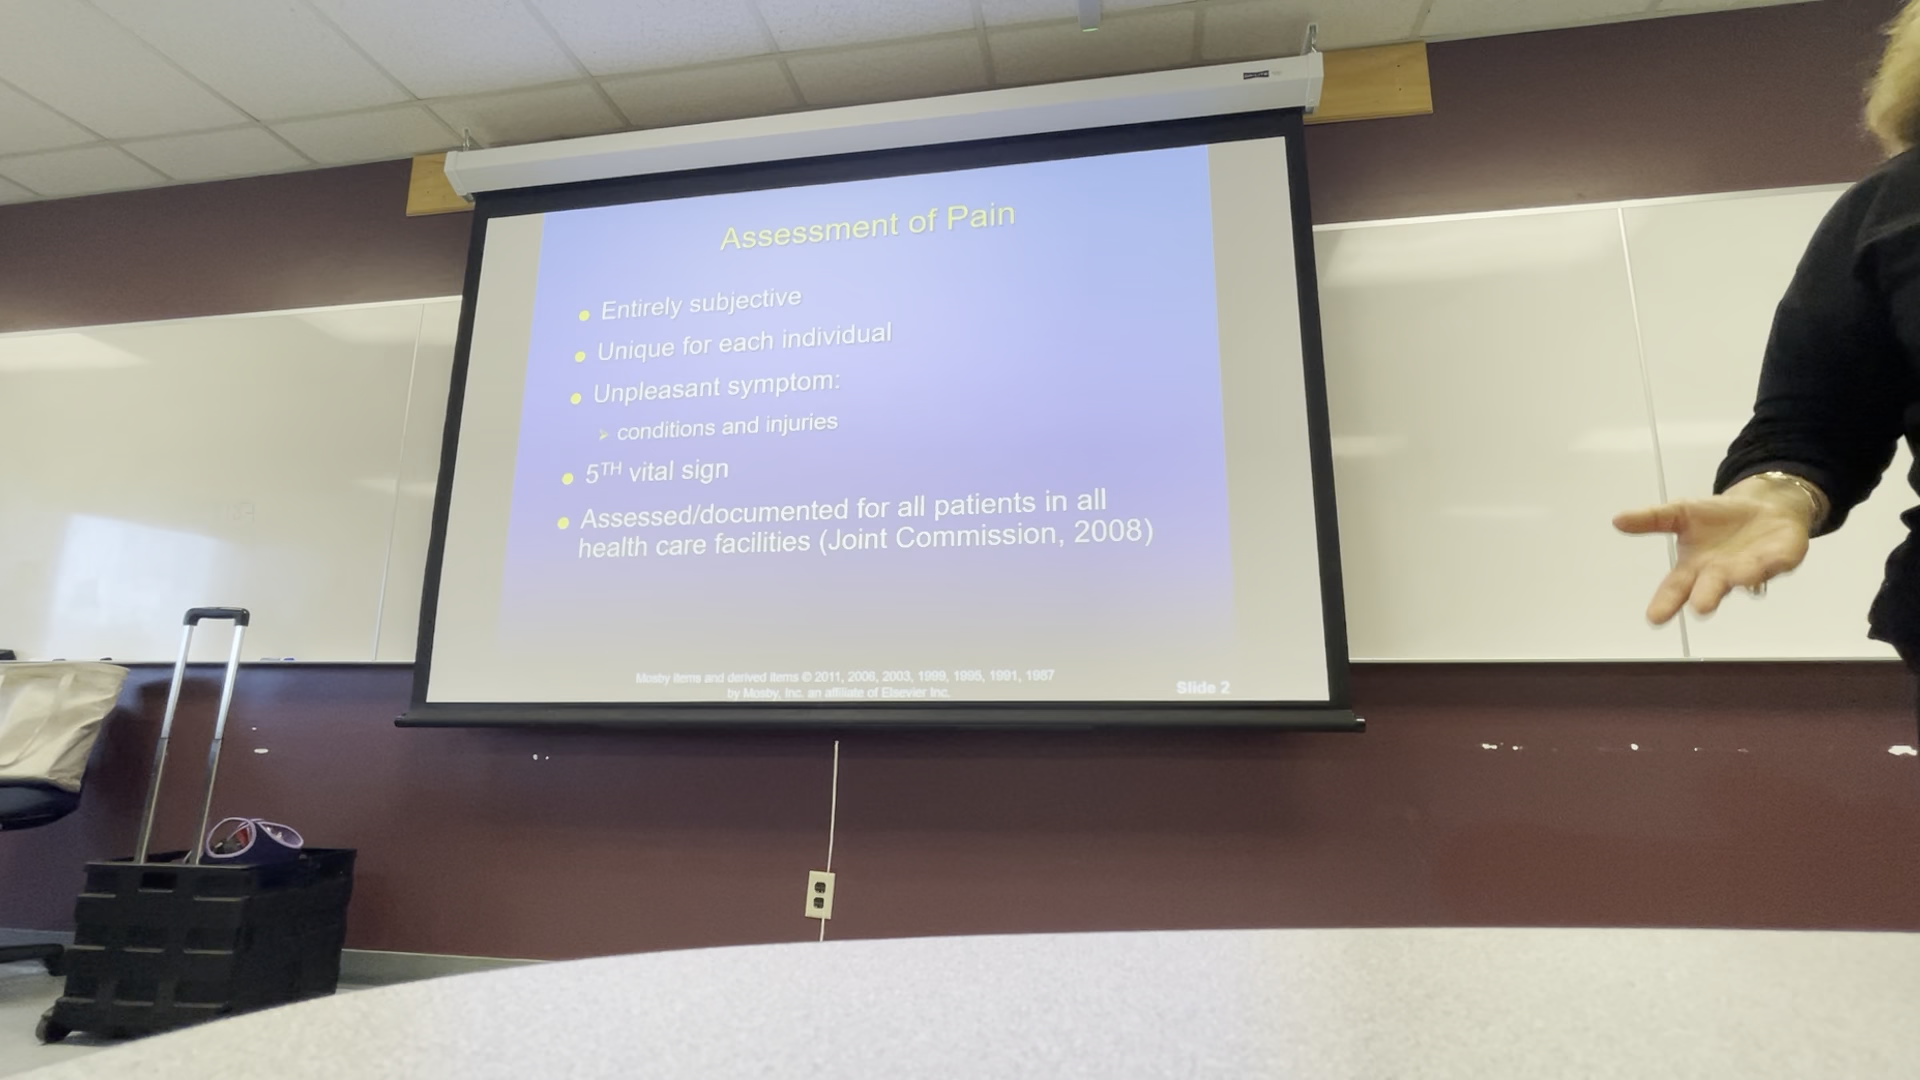 Assessment of Pain
Entirely subjective
Unique for each individual
Unpleasant symptom:
conditions and injuries
5TH vital sign
Assessed/documented for all patients in all
health care facilities (Joint Commission, 2008)
Mosby items and derived items © 2011, 2008, 2003, 1999, 1995, 1991, 1987
by Mosby, Inc. an affiliate of Elsevier Inc.
Slide 2